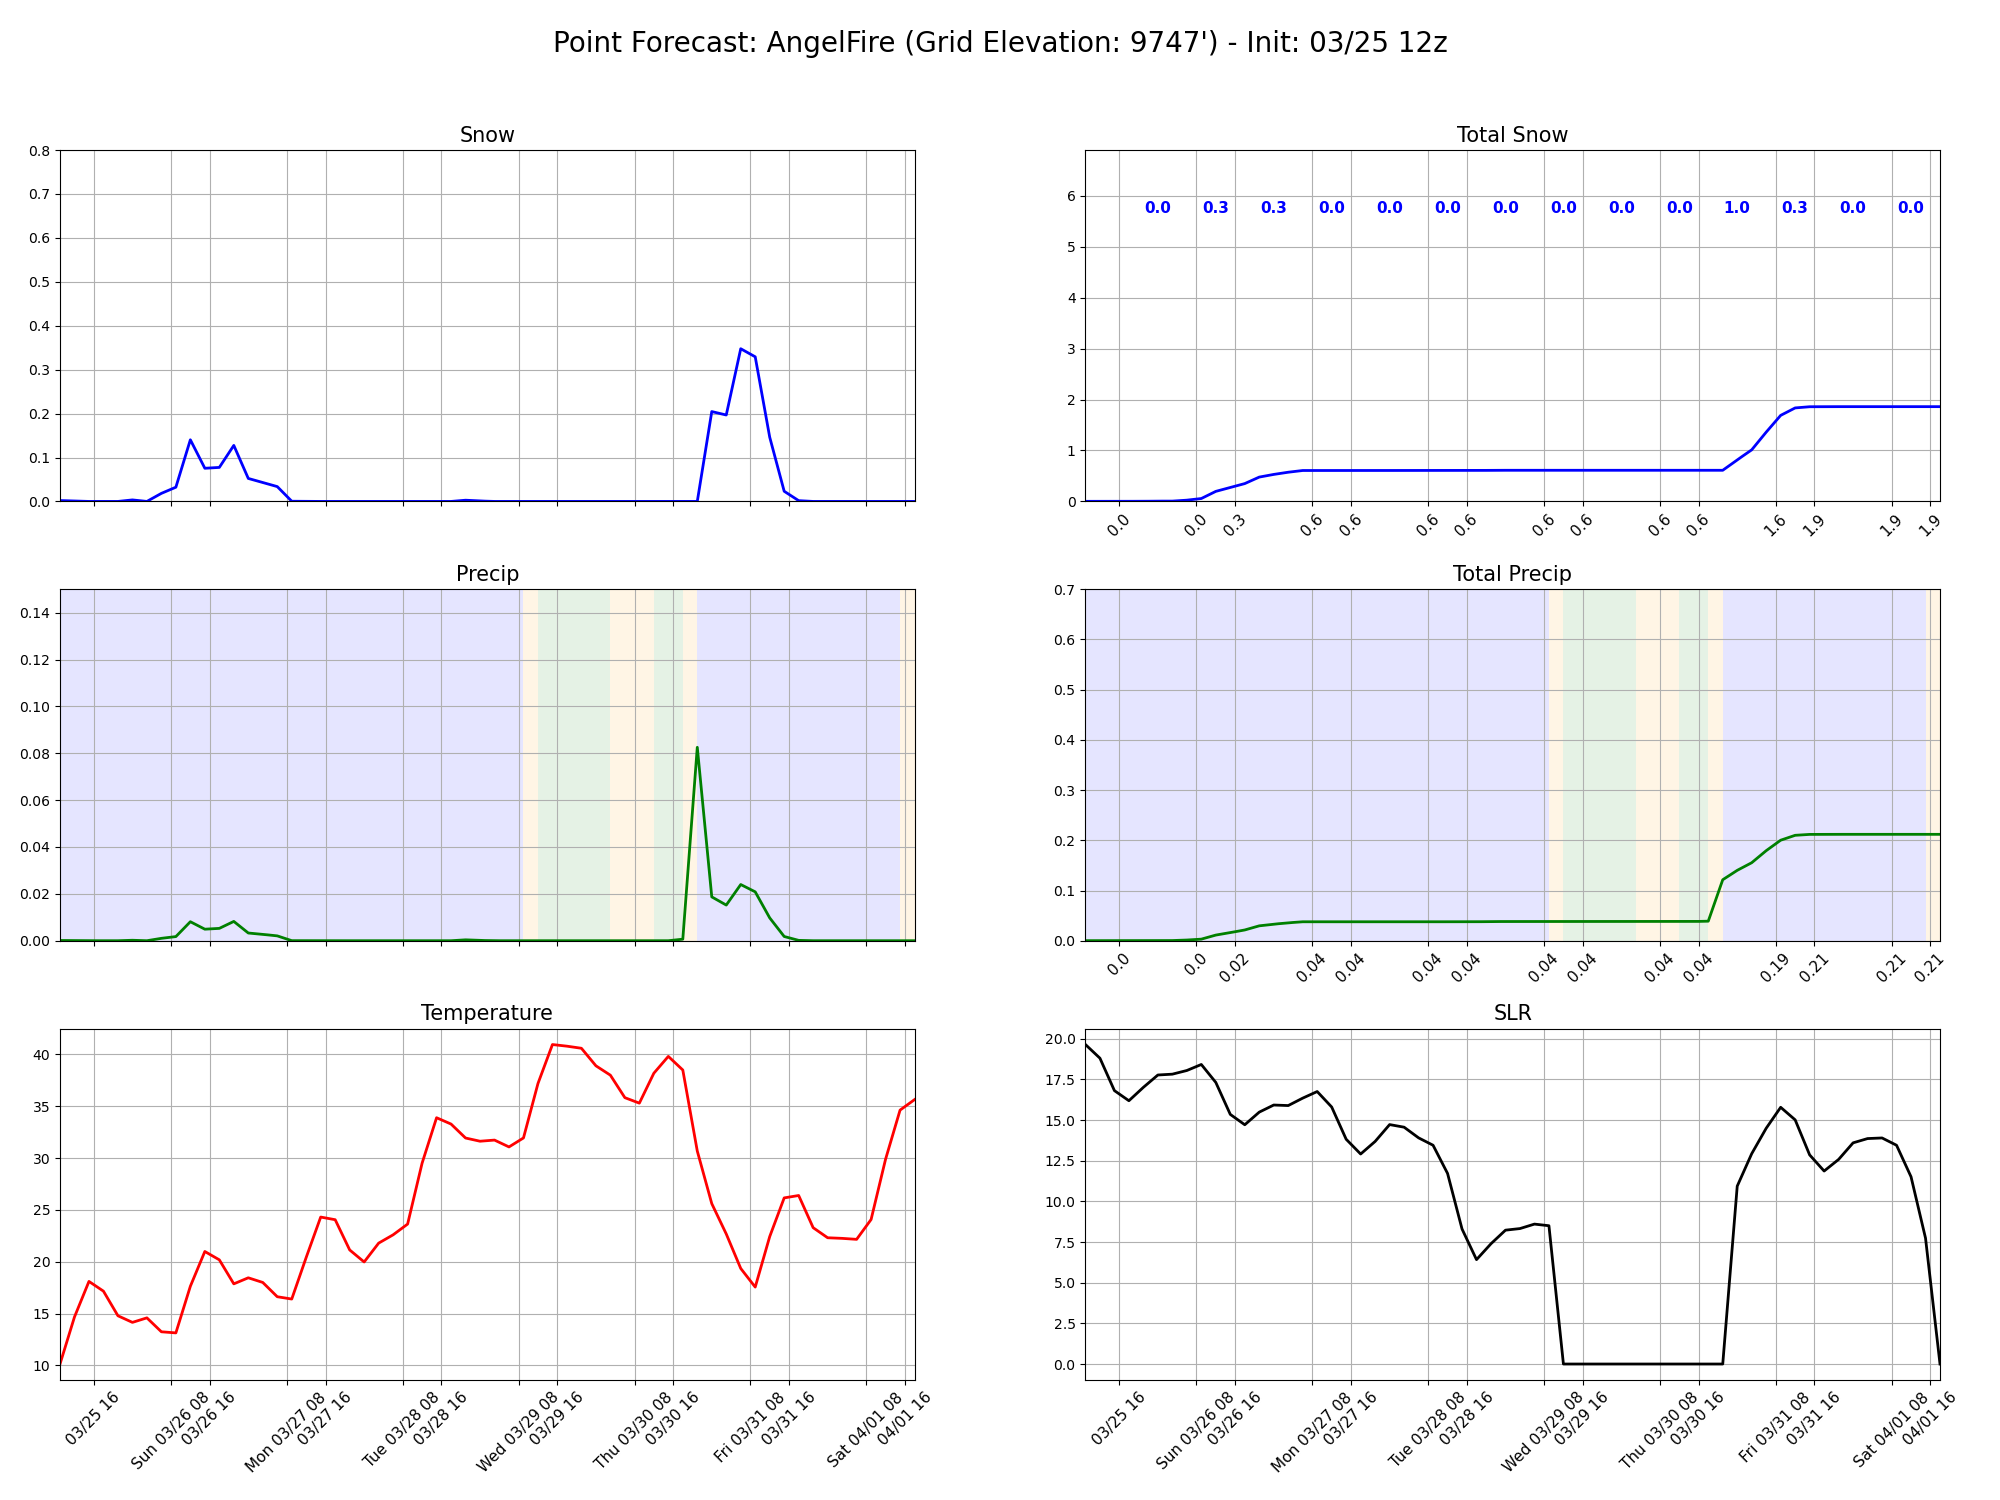 Point Forecast: AngelFire (Grid Elevation: 9747') - Init: 03/25 12z
Snow
0.8
0.7
0.6
0.5
0.4
0.3
0.2
0.1
0.0
Total Snow
6
5
4
3
2
1
0
0.0 0.3 0.3 0.0 0.0 0.0 0.0 0.0 0.0 0.0 1.0 0.3 0.0 0.0
0.0 0.0 0.3 0.6 0.6 0.6 0.6 0.6 0.6 0.6 0.6 1.6 1.9 1.9 1.9
Precip
0.14
0.12
0.10
0.08
0.06
0.04
0.02
0.00
Total Precip
0.7
0.6
0.5
0.4
0.3
0.2
0.1
0.0
0.0 0.0 0.02 0.04 0.04 0.04 0.04 0.04 0.04 0.04 0.04 0.19 0.21 0.21 0.21
Temperature
40
35
30
25
20
15
10
03/25 16
Sun 03/26 08
03/26 16
Mon 03/27 08
03/27 16
Tue 03/28 08
03/28 16
Wed 03/29 08
03/29 16
Thu 03/30 08
03/30 16
Fri 03/31 08
03/31 16
Sat 04/01 08
04/01 16
SLR
20.0
17.5
15.0
12.5
10.0
7.5
5.0
2.5
0.0
03/25 16
Sun 03/26 08
03/26 16
Mon 03/27 08
03/27 16
Tue 03/28 08
03/28 16
Wed 03/29 08
03/29 16
Thu 03/30 08
03/30 16
Fri 03/31 08
03/31 16
Sat 04/01 08
04/01 16